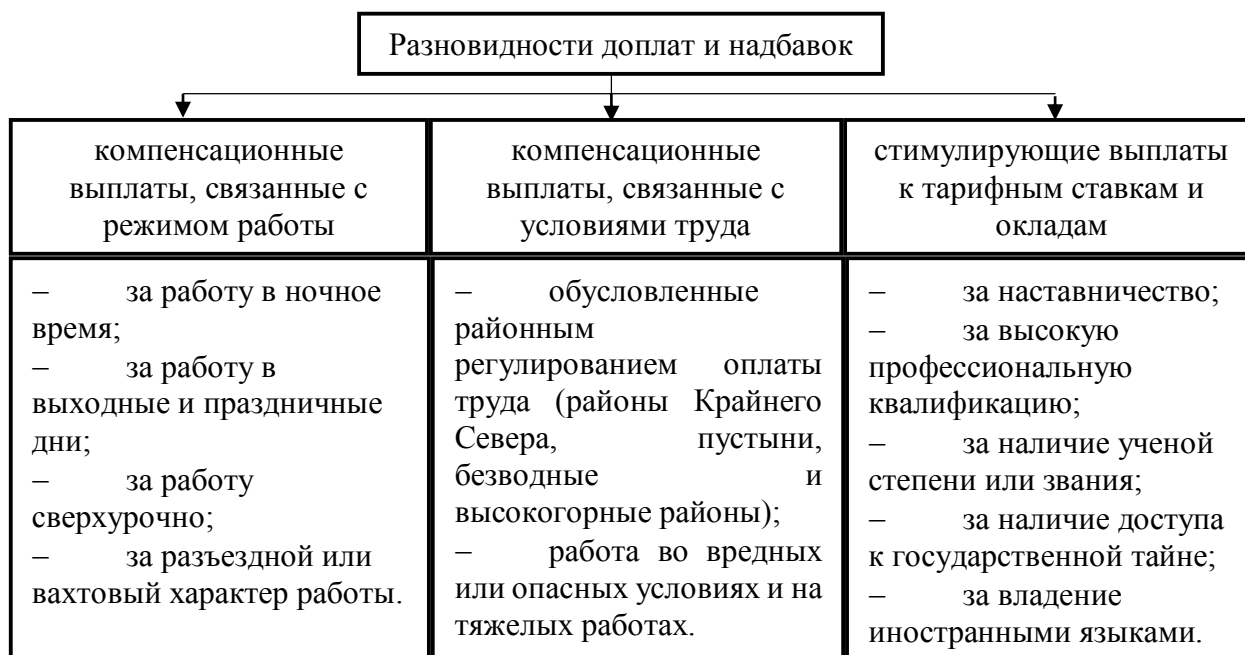 Разновидности доплат и надбавок
компенсационные
выплаты, связанные с
режимом работы
компенсационные
выплаты, связанные с
условиями труда
стимулирующие выплаты
к тарифным ставкам и
окладам
– за работу в ночное
время;
– за работу в
выходные и праздничные
дни;
– за работу
сверхурочно;
– за разъездной или
вахтовый характер работы.
– обусловленные
районным
регулированием оплаты
труда (районы Крайнего
Севера, пустыни,
безводные и
высокогорные районы);
– работа во вредных
или опасных условиях и на
тяжелых работах.
– за наставничество;
– за высокую
профессиональную
квалификацию;
– за наличие ученой
степени или звания;
– за наличие доступа
к государственной тайне;
– за владение
иностранными языками.